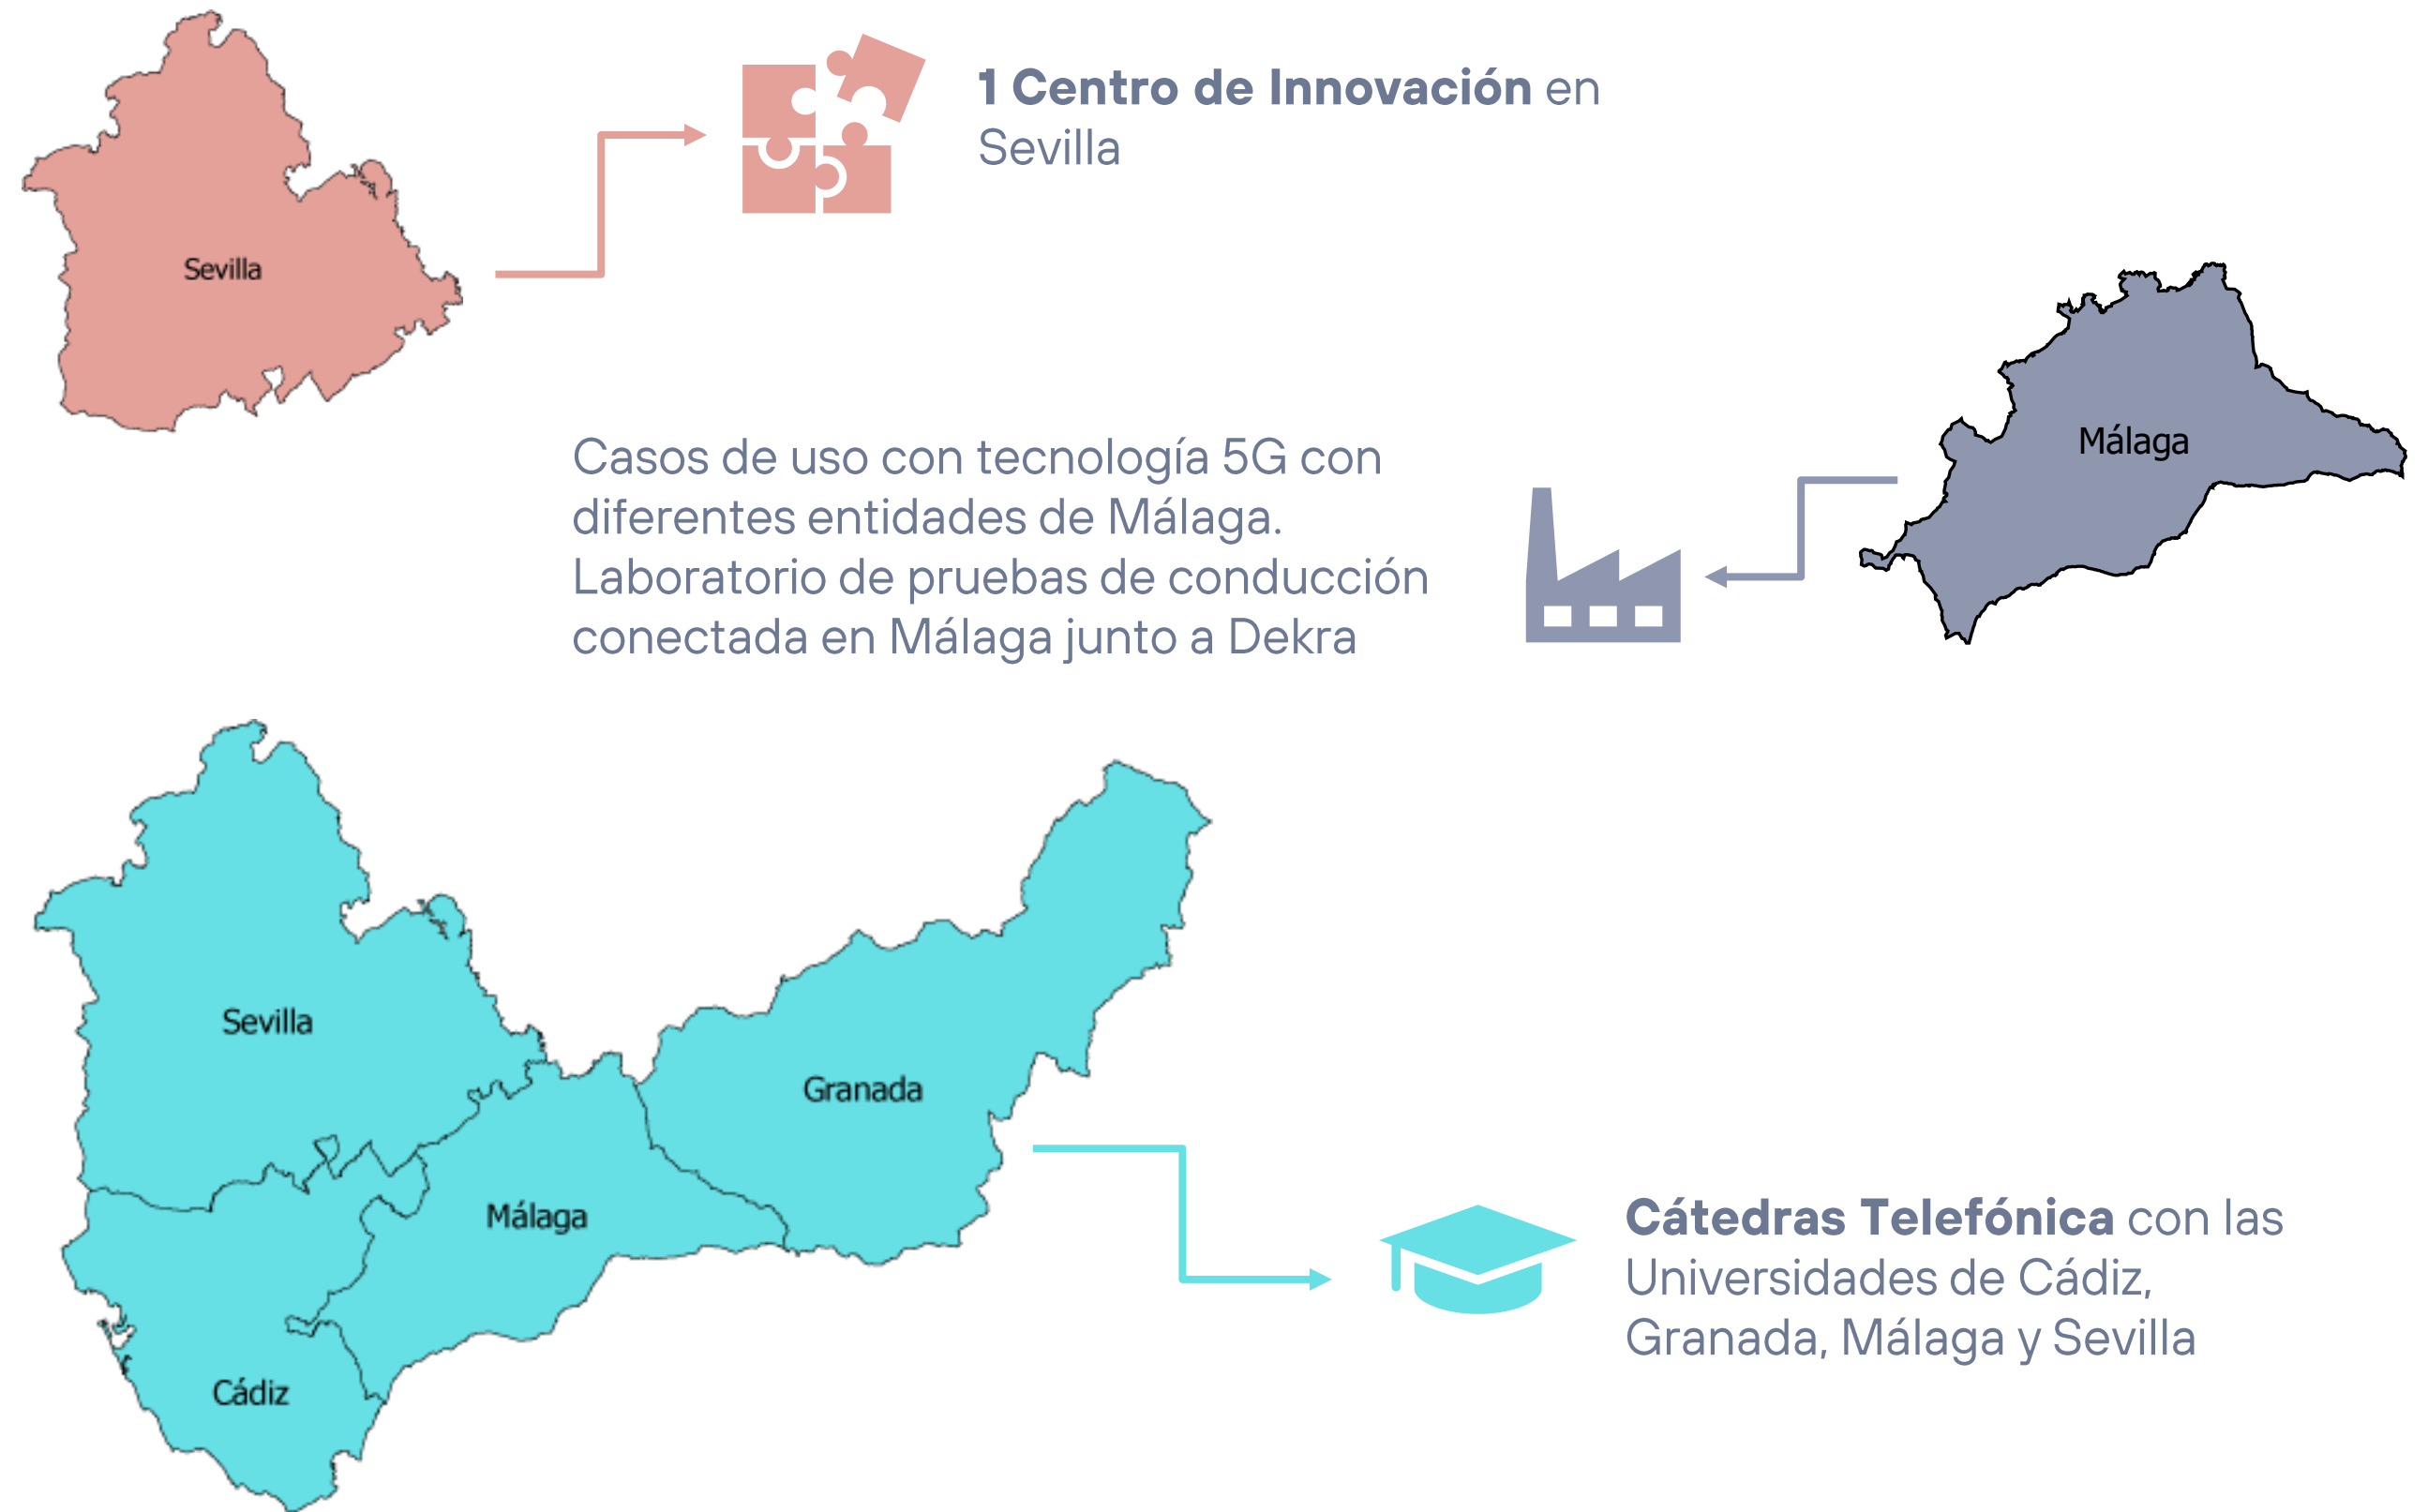 1 Centro de Innovación en
Sevilla
Sevilla
Málaga
Casos de uso con tecnología 5G con
diferentes entidades de Málaga.
Laboratorio de pruebas de conducción
conectada en Málaga junto a Dekra
Sevilla
Granada
Málaga
Cádiz
Cátedras Telefónica con las
Universidades de Cádiz,
Granada, Málaga y Sevilla